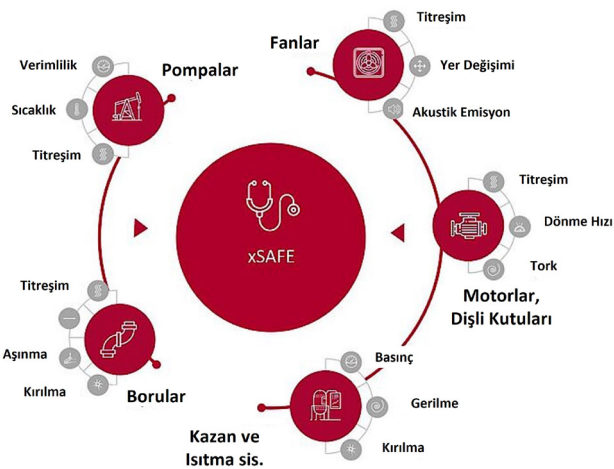 Verimlilik
Sıcaklık
Titreşim
Pompalar
Fanlar
Titreşim
Yer Değişimi
Akustik Emisyon
xSAFE
Titreşim
Dönme Hızı
Tork
Motorlar,
Dişli Kutuları
Titreşim
Aşınma
Kırılma
Borular
Basınç
Gerilme
Kırılma
Kazan ve
Isıtma sis.